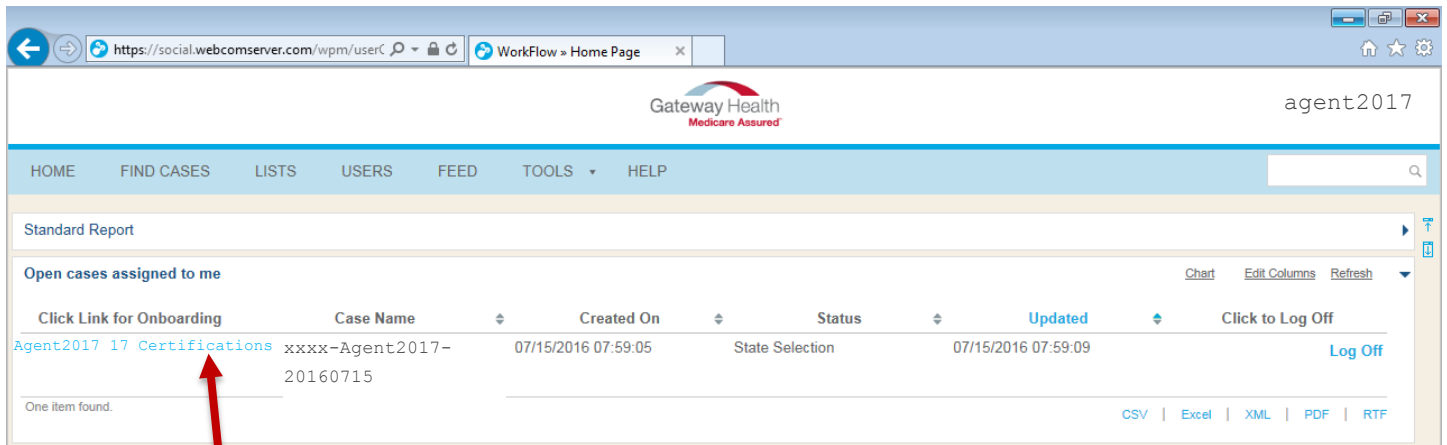 https://social.webcomserver.com/wpm/userC
WorkFlow » Home Page
Gateway Health
Medicare Assured
agent2017
HOME FIND CASES LISTS USERS FEED TOOLS HELP
Standard Report
Open cases assigned to me Chart Edit Columns Refresh
Click Link for Onboarding Case Name Created On Status Updated Click to Log Off
Agent2017 17 Certifications xxxx-Agent2017- 07/15/2016 07:59:05 State Selection 07/15/2016 07:59:09 Log Off
20160715
One item found.
CSV | Excel | XML | PDF | RTF